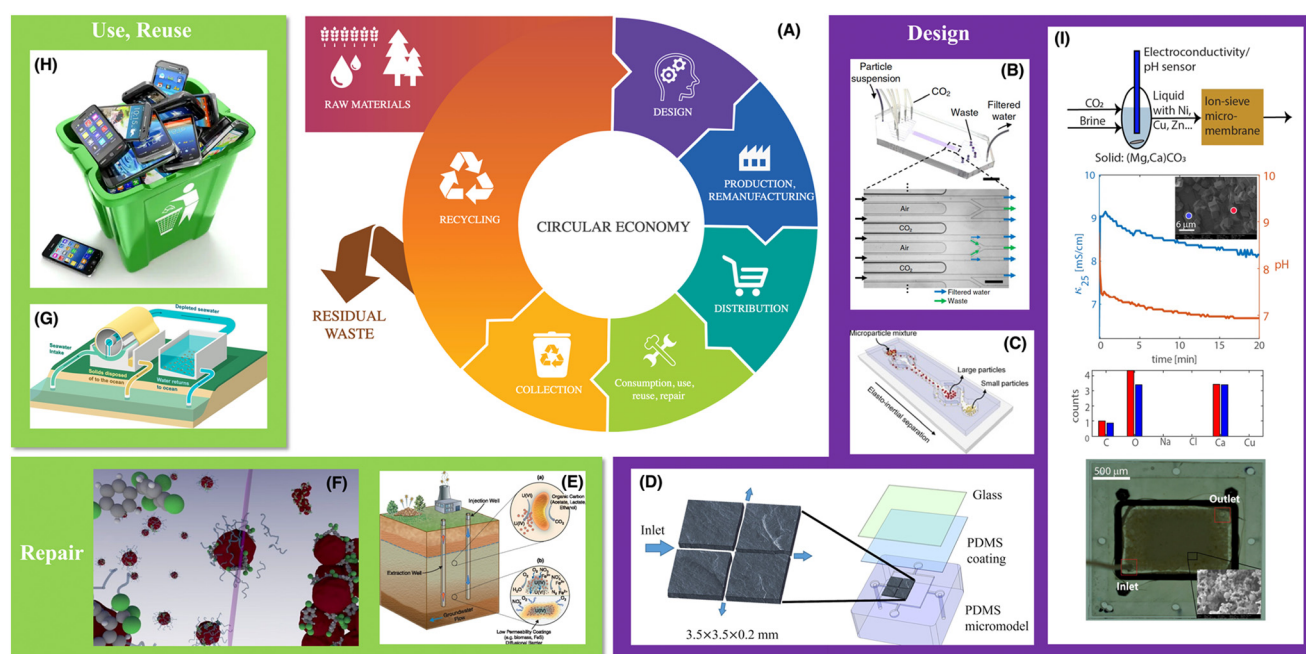 Use, Reuse
(H)
(G)
Depleted seawater
Seawater
Intake
Solids disposed
of to the ocean
Water returns
to ocean
(A)
RAW MATERIALS
DESIGN
PRODUCTION,
REMANUFACTURING
DISTRIBUTION
Consumption, use,
reuse, repair
COLLECTION
RECYCLING
CIRCULAR ECONOMY
RESIDUAL
WASTE
Design
(B)
Particle
suspension
CO₂
Waste
Filtered
water
Air
CO₂
Air
CO₂
Filtered water
Waste
(C)
Microparticle mixture
Large particles
Small particles
Elasto-inertial separation
(I)
Electroconductivity/
pH sensor
CO₂
Brine
Liquid
with Ni,
Cu, Zn...
Ion-sieve
micro-
membrane
Solid: (Mg,Ca)CO₃
10
9
8
7
κ25 [mS/cm]
10
9
8
7
pH
6 μm
0 5 10 15 20
time [min]
4
3
2
1
0
counts
C O Na Cl Ca Cu
500 μm
Outlet
Inlet
Repair
(F)
(E)
Injection Well
U(VI)
U(IV)
Extraction Well
Groundwater
Flow
(a)
Organic Carbon
(Acetate, Lactate,
Ethanol)
CO₂
(b)
U(IV)
U(VI)
U(IV)
Low Permeability Coatings
(e.g. biomass, FeS)
Diffusional Barrier
(D)
Inlet
3.5×3.5×0.2 mm
Glass
PDMS
coating
PDMS
micromodel